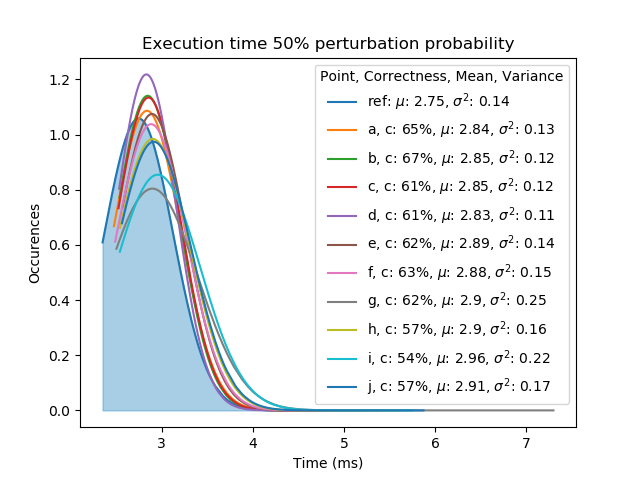 Execution time 50% perturbation probability
Point, Correctness, Mean, Variance
ref: μ: 2.75, σ²: 0.14
a, c: 65%, μ: 2.84, σ²: 0.13
b, c: 67%, μ: 2.85, σ²: 0.12
c, c: 61%, μ: 2.85, σ²: 0.12
d, c: 61%, μ: 2.83, σ²: 0.11
e, c: 62%, μ: 2.89, σ²: 0.14
f, c: 63%, μ: 2.88, σ²: 0.15
g, c: 62%, μ: 2.9, σ²: 0.25
h, c: 57%, μ: 2.9, σ²: 0.16
i, c: 54%, μ: 2.96, σ²: 0.22
j, c: 57%, μ: 2.91, σ²: 0.17
Occurences
1.2
1.0
0.8
0.6
0.4
0.2
0.0
3 4 5 6 7
Time (ms)